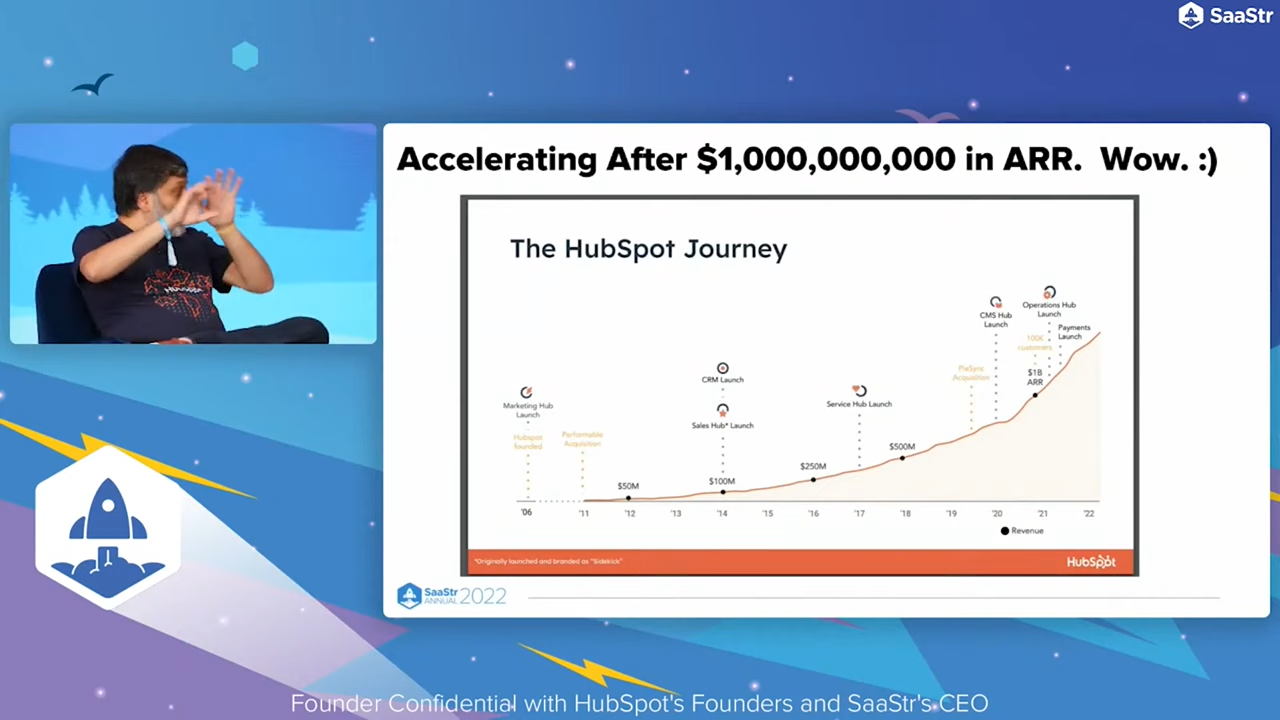 SaaStr
Accelerating After $1,000,000,000 in ARR. Wow. :)
The HubSpot Journey
Marketing Hub
Launch
Hubspot
founded
Performable
Acquisition
CRM Launch
Sales Hub* Launch
Service Hub Launch
PieSync
Acquisition
CMS Hub
Launch
Operations Hub
Launch
100K
customers
Payments
Launch
$1B
ARR
$50M
$100M
$250M
$500M
'06 '11 '12 '13 '14 '15 '16 '17 '18 '19 '20 '21 '22
Revenue
*Originally launched and branded as "Sidekick"
HubSpot
SaaStr
ANNUAL 2022
Founder Confidential with HubSpot's Founders and SaaStr's CEO